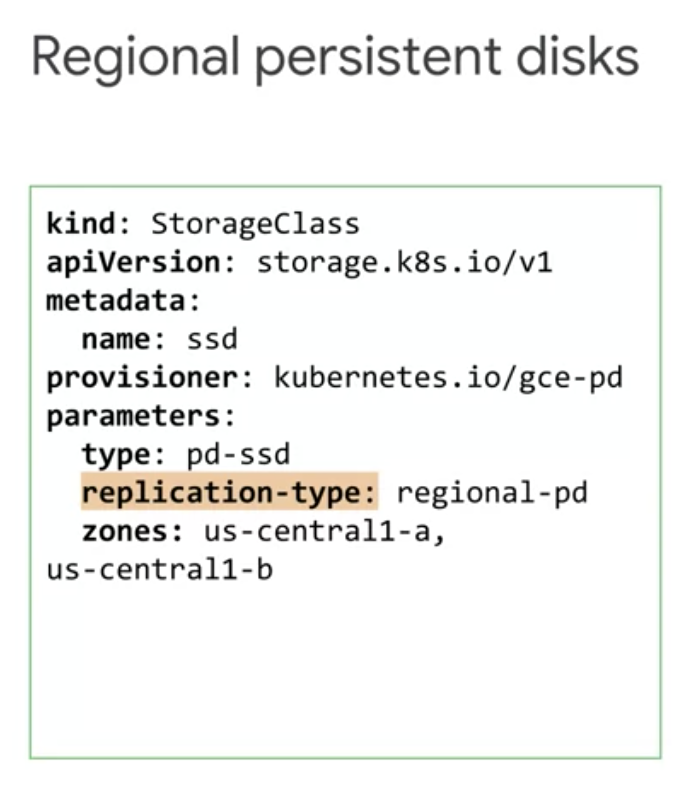 Regional persistent disks
kind: StorageClass
apiVersion: storage.k8s.io/v1
metadata:
  name: ssd
provisioner: kubernetes.io/gce-pd
parameters:
  type: pd-ssd
  replication-type: regional-pd
  zones: us-central1-a,
us-central1-b